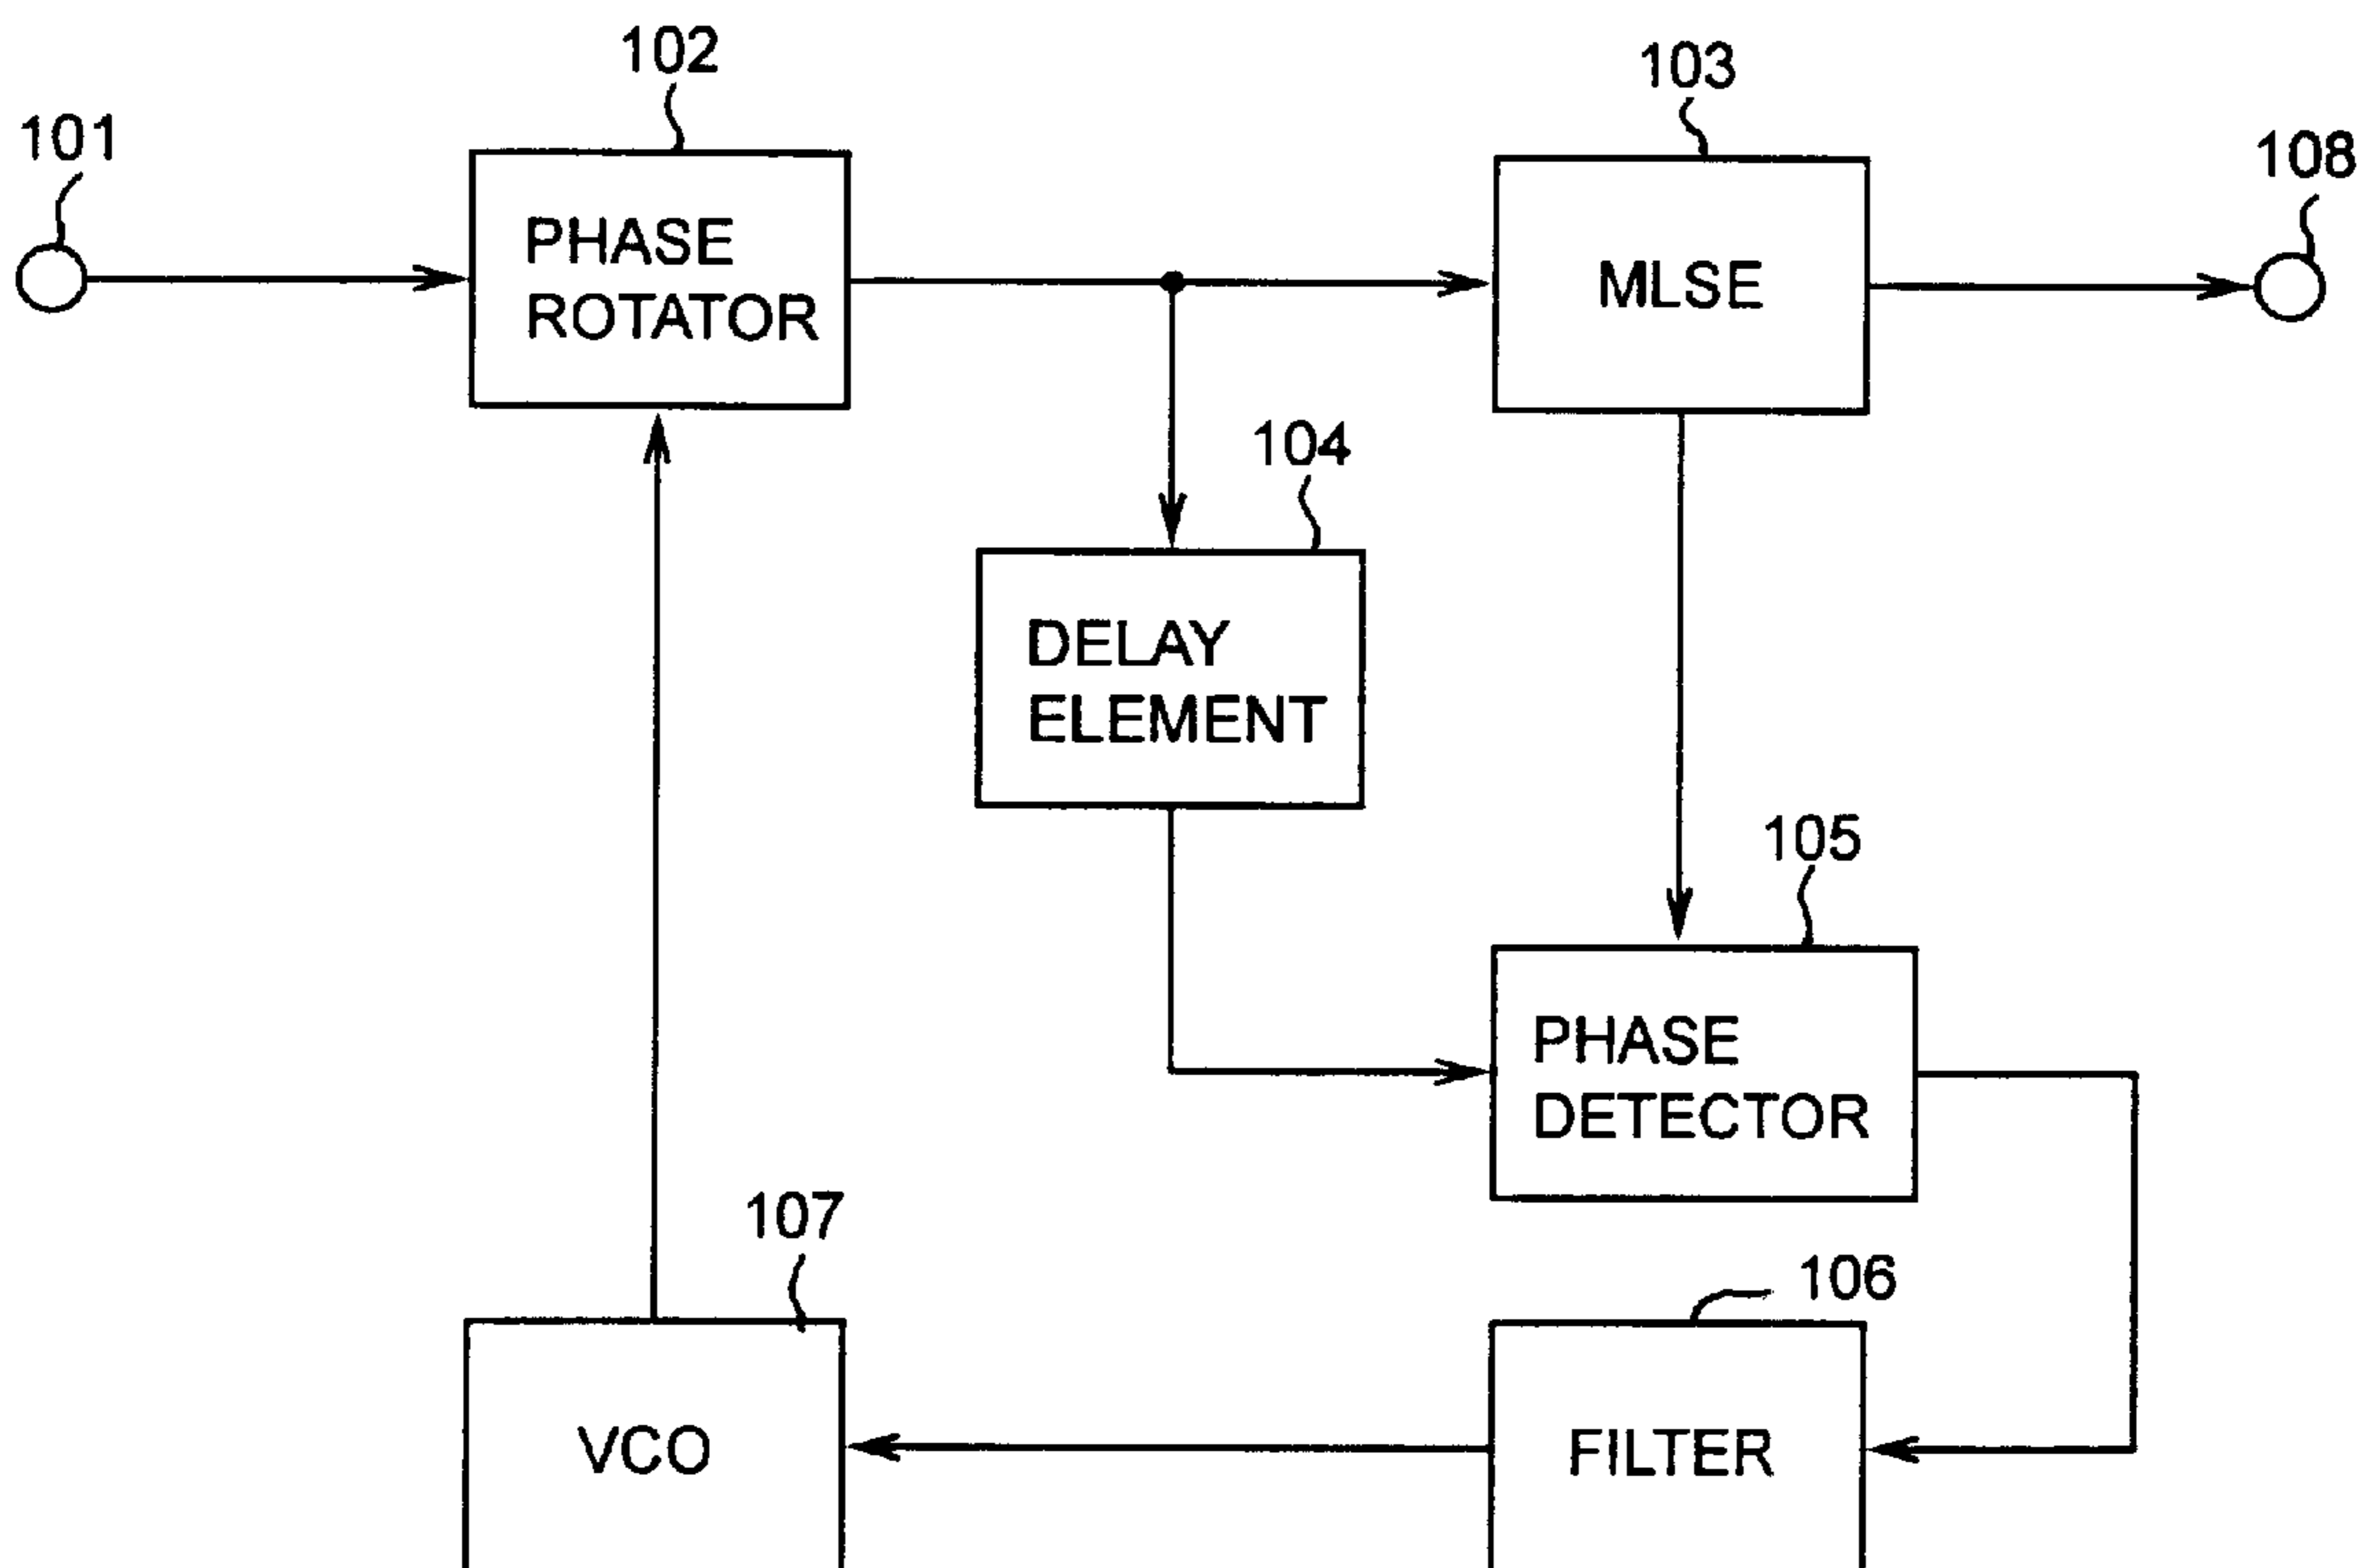 102
103
101
108
PHASE
ROTATOR
MLSE
104
DELAY
ELEMENT
105
PHASE
DETECTOR
107
106
VCO
FILTER